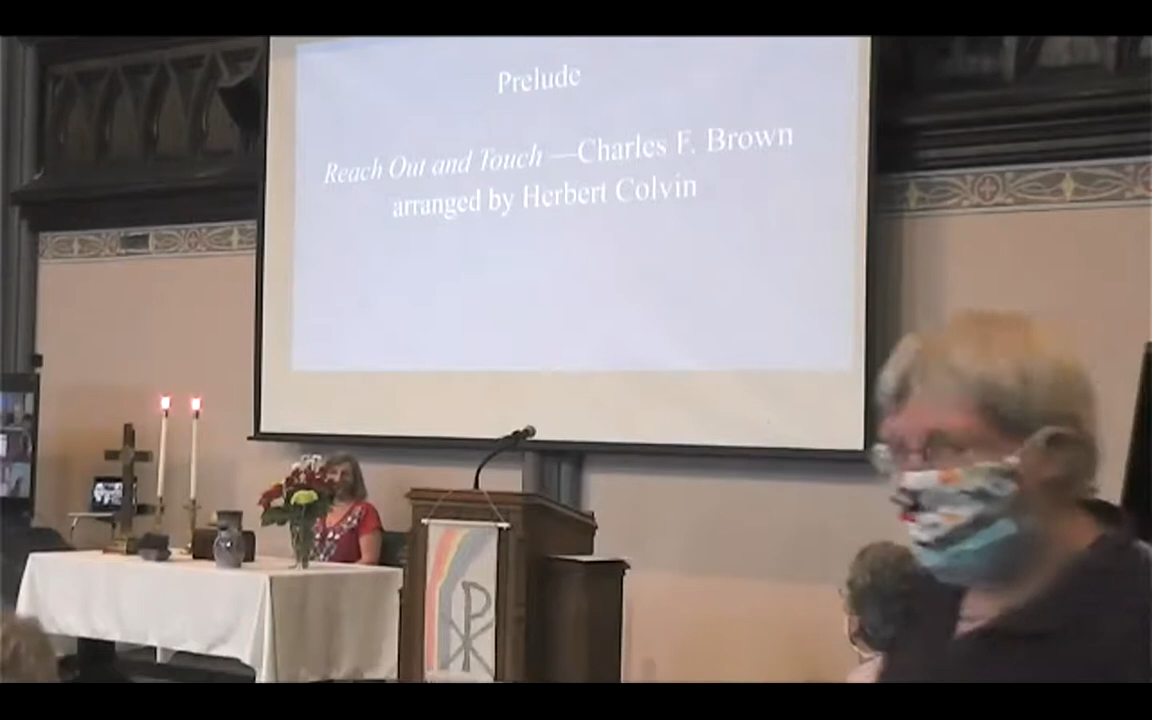 Prelude
Reach Out and Touch —Charles F. Brown
arranged by Herbert Colvin